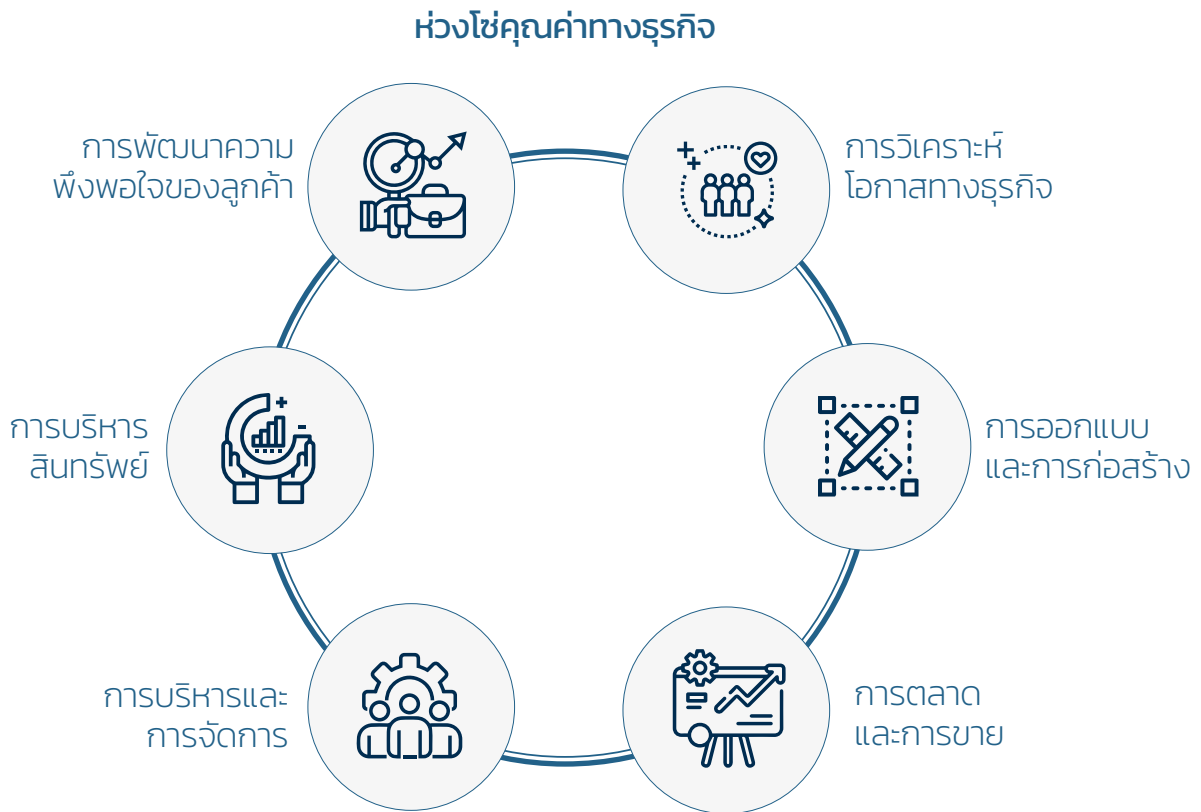 ห่วงโซ่คุณค่าทางธุรกิจ
การพัฒนาความ
พึงพอใจของลูกค้า
การวิเคราะห์
โอกาสทางธุรกิจ
การบริหาร
สินทรัพย์
การออกแบบ
และการก่อสร้าง
การบริหารและ
การจัดการ
การตลาด
และการขาย